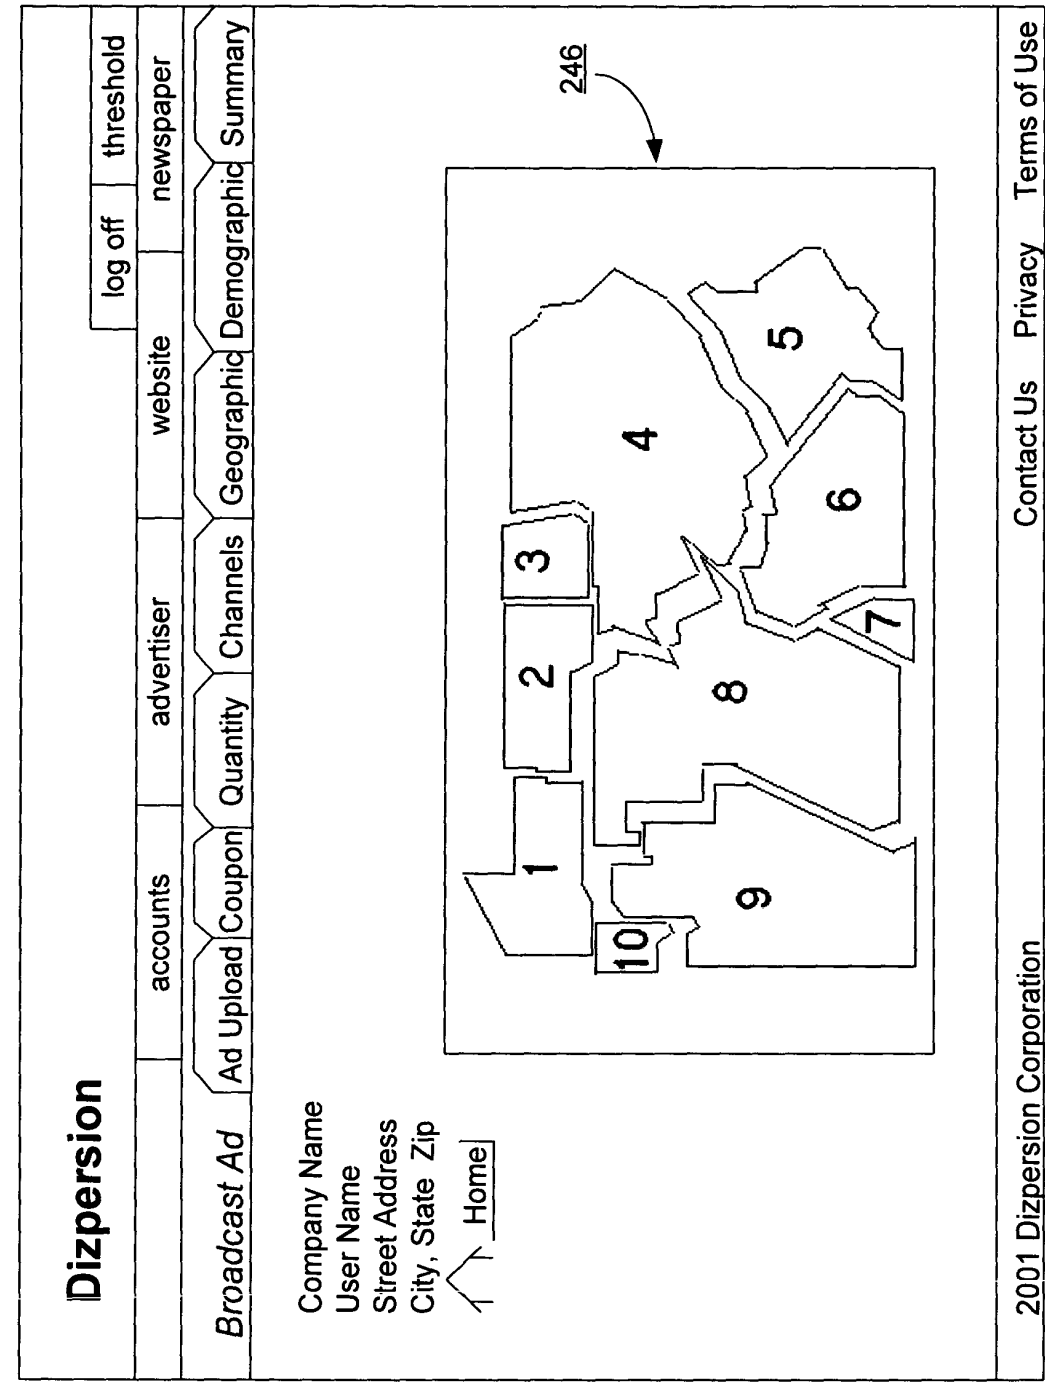 Dizpersion
log off threshold
accounts advertiser website newspaper
Broadcast Ad Ad Upload Coupon Quantity Channels Geographic Demographic Summary
Company Name
User Name
Street Address
City, State Zip
Home
246
1
2
3
4
5
6
7
8
9
10
2001 Dizpersion Corporation Contact Us Privacy Terms of Use